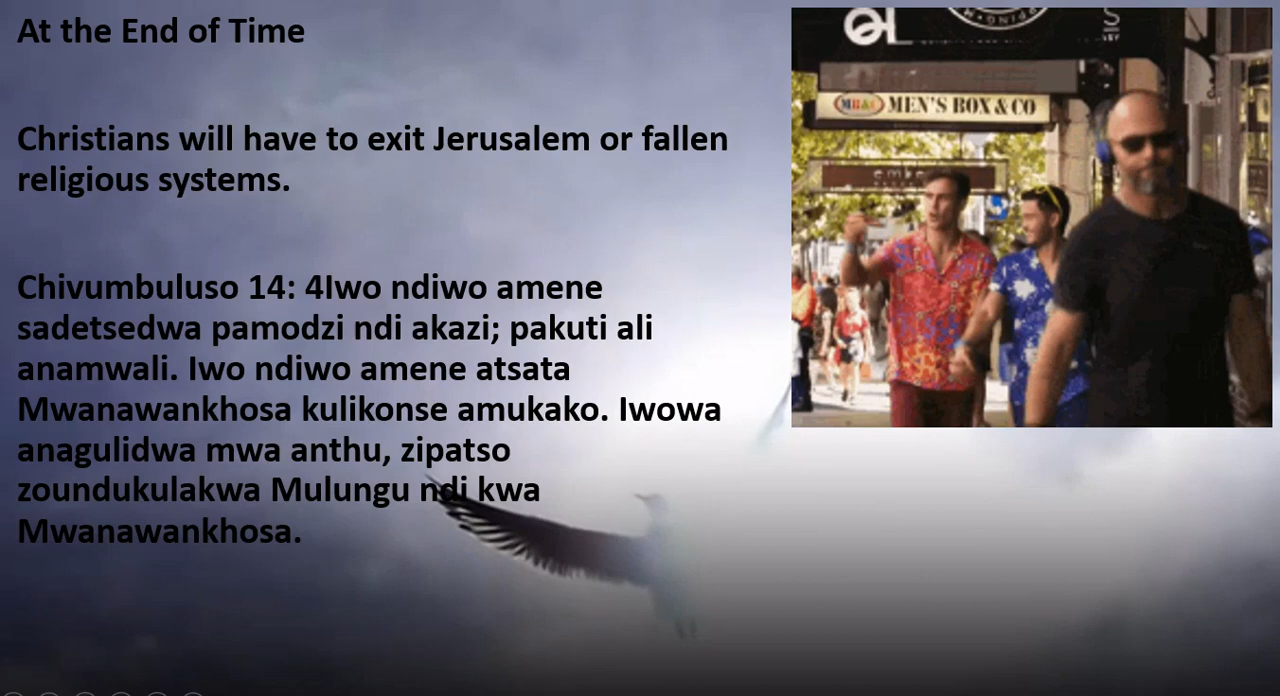 At the End of Time
Christians will have to exit Jerusalem or fallen
religious systems.
Chivumbuluso 14: 4Iwo ndiwo amene
sadetsedwa pamodzi ndi akazi; pakuti ali
anamwali. Iwo ndiwo amene atsata
Mwanawankhosa kulikonse amukako. Iwowa
anagulidwa mwa anthu, zipatso
zoundukulakwa Mulungu ndi kwa
Mwanawankhosa.
MB&C MEN'S BOX & CO